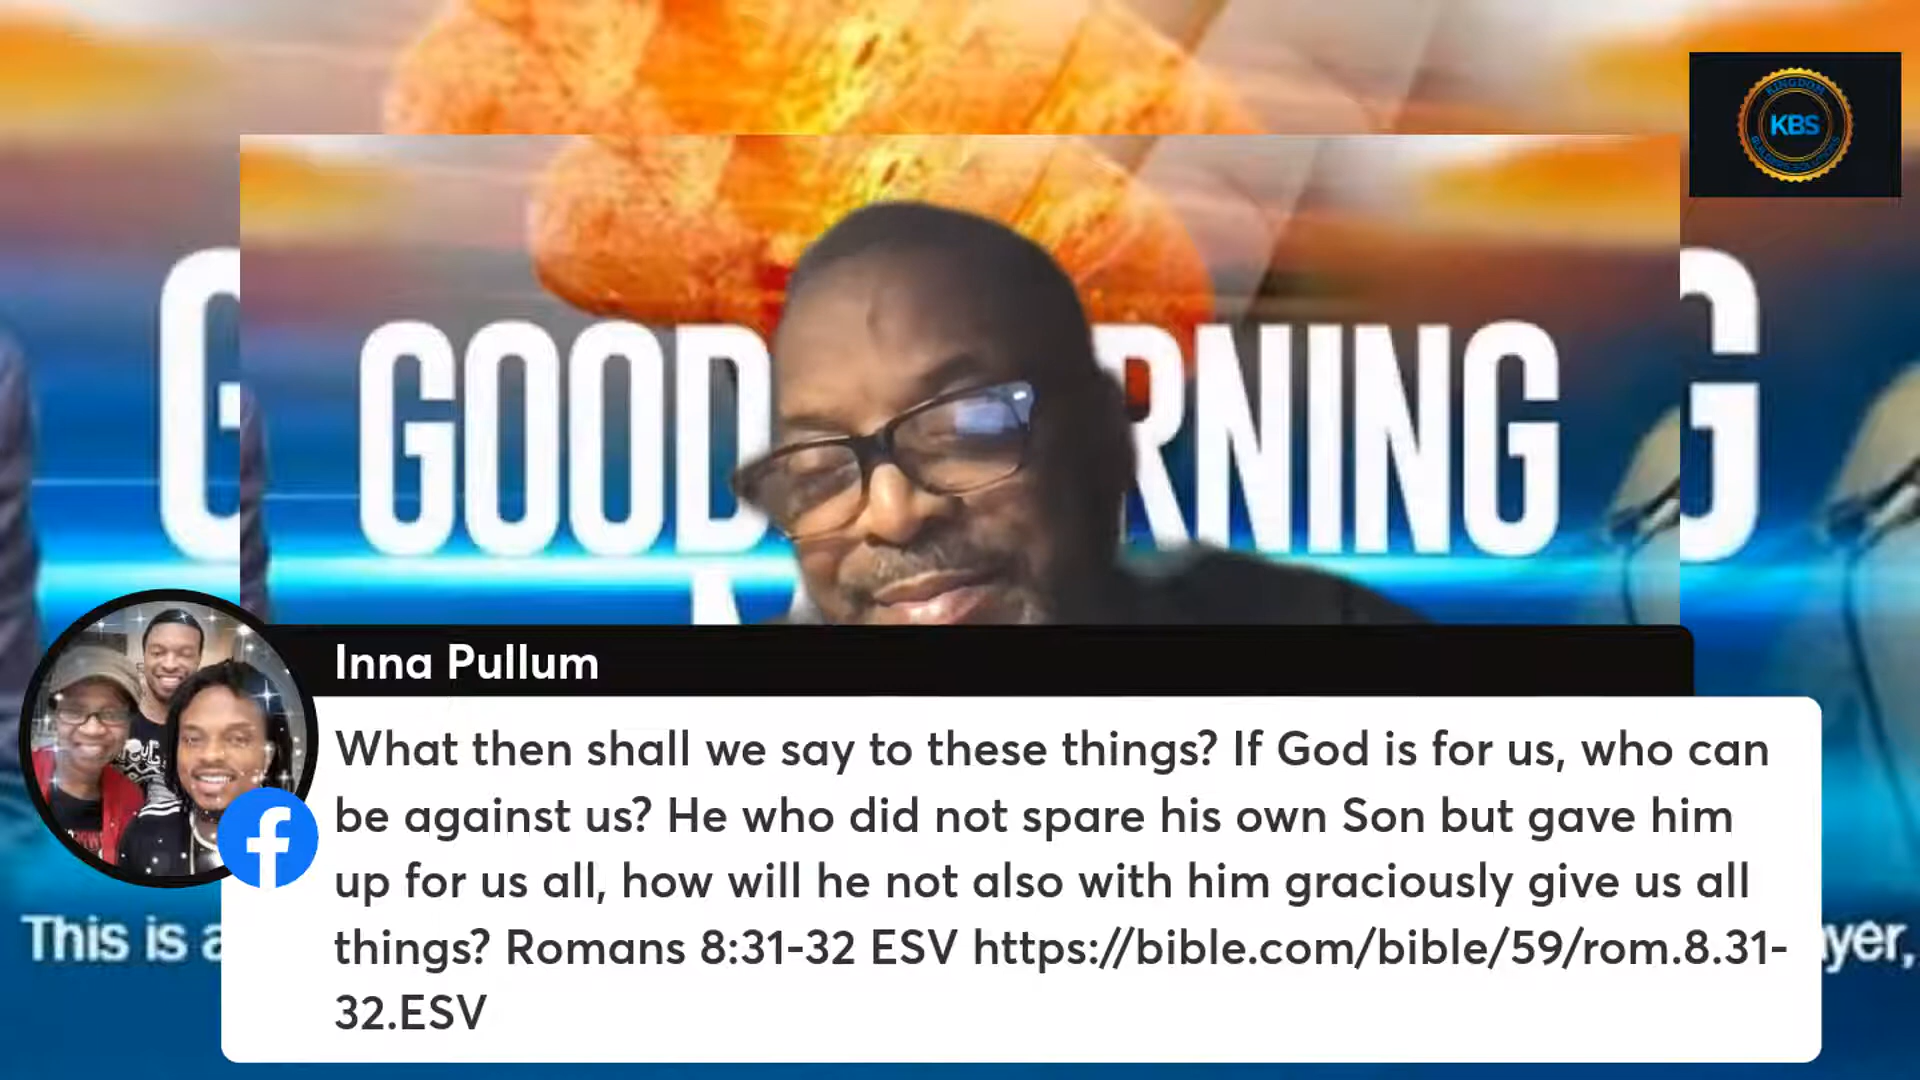 KINGDOM
KBS
BUILDERS SOLUTIONS
G GOOD RNING G
Inna Pullum
What then shall we say to these things? If God is for us, who can
be against us? He who did not spare his own Son but gave him
up for us all, how will he not also with him graciously give us all
things? Romans 8:31-32 ESV https://bible.com/bible/59/rom.8.31-
32.ESV
This is a
yer,